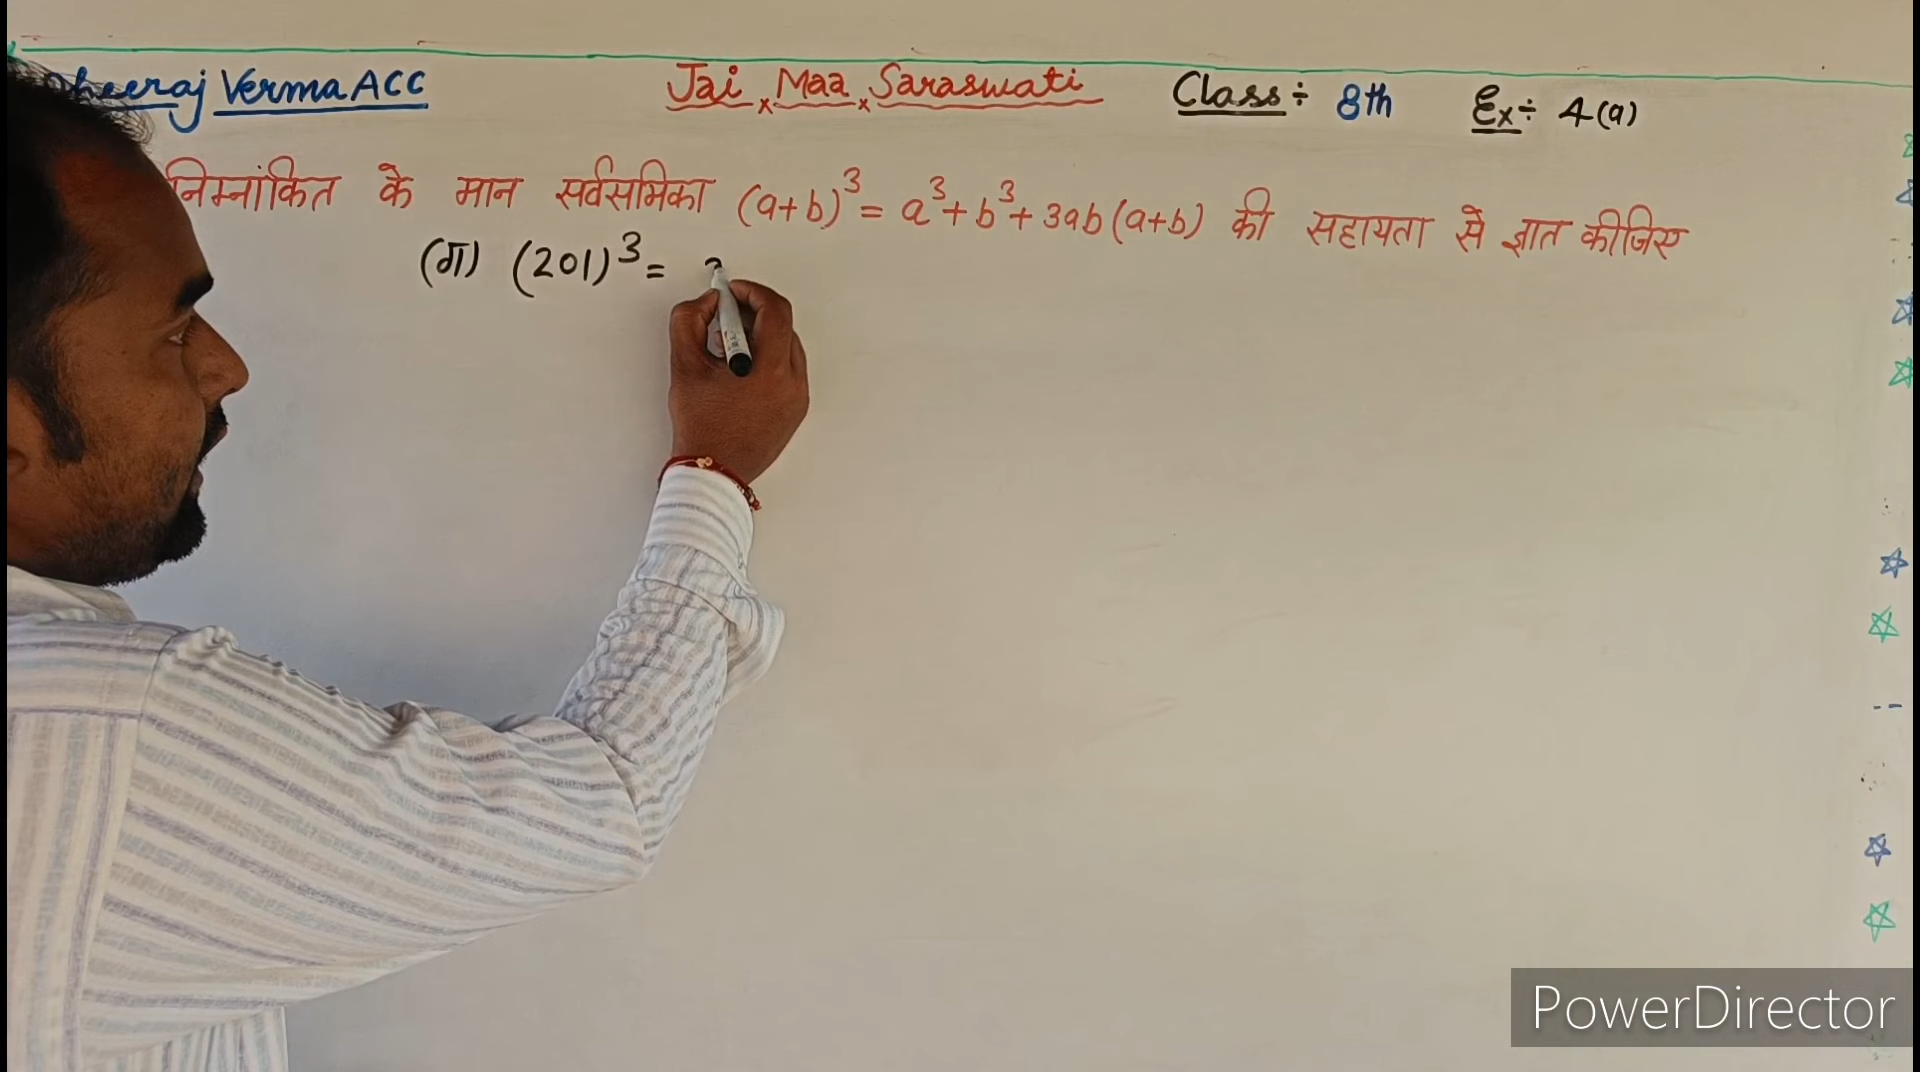 Dheeraj Verma ACC Jai Maa Saraswati Class ÷ 8th Ex ÷ 4(a)
निम्नांकित के मान सर्वसमिका (a+b)³ = a³ + b³ + 3ab (a+b) की सहायता से ज्ञात कीजिए
(ग) (201)³ =
PowerDirector